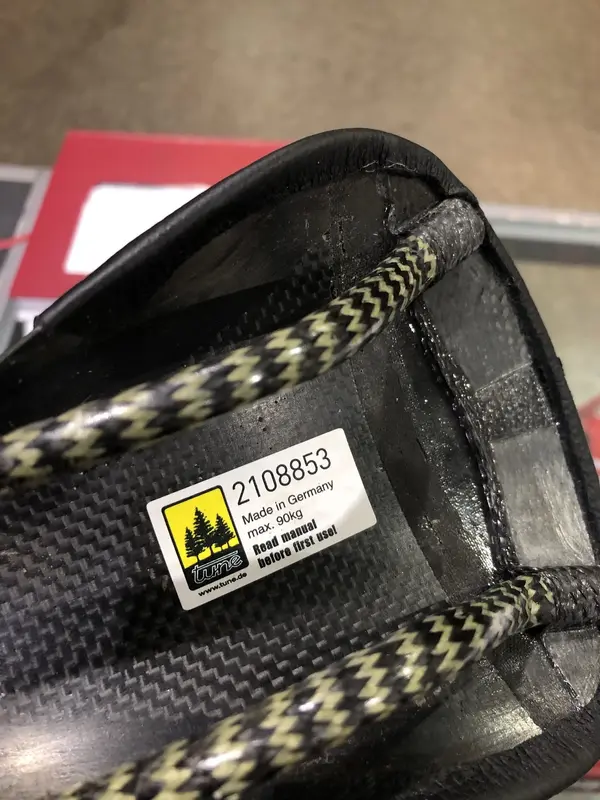 2108853
Made in Germany
max. 90kg
Read manual
before first use!
tune
www.tune.de